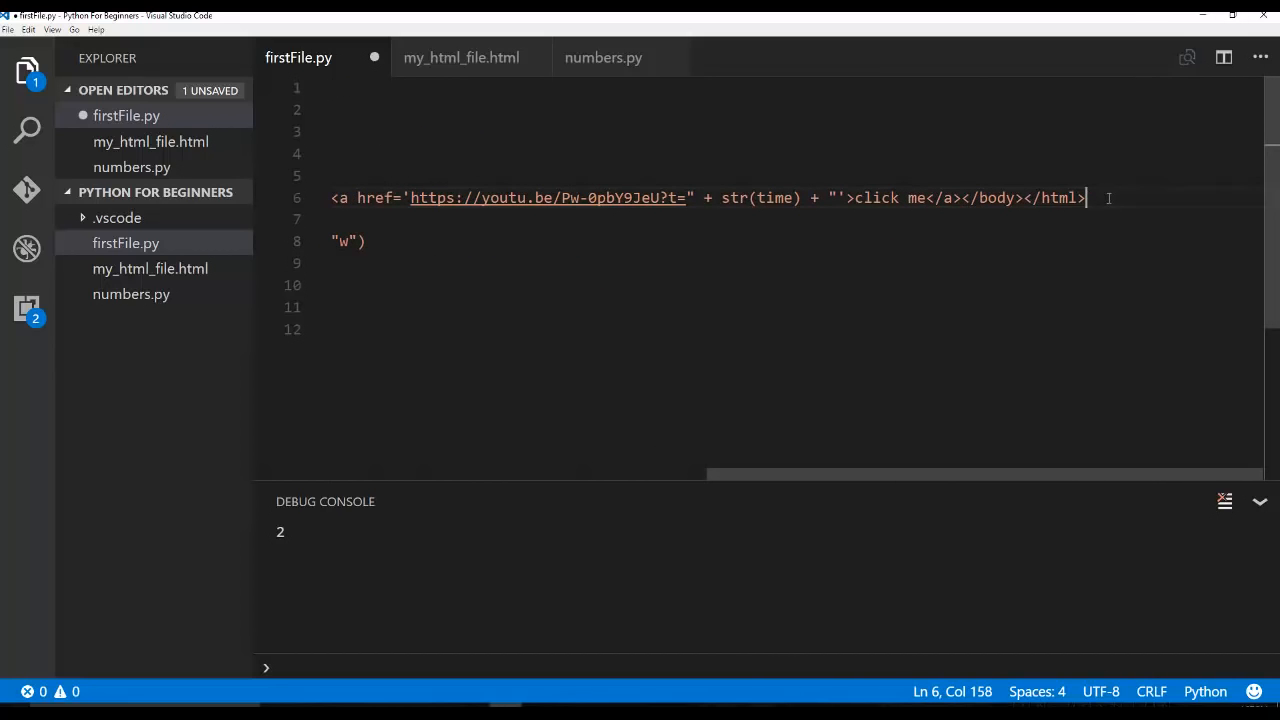 firstFile.py - Python For Beginners - Visual Studio Code
File Edit View Go Help
EXPLORER
firstFile.py
my_html_file.html
numbers.py
1
OPEN EDITORS
1 UNSAVED
firstFile.py
my_html_file.html
numbers.py
PYTHON FOR BEGINNERS
.vscode
firstFile.py
my_html_file.html
numbers.py
2
1
2
3
4
5
6 <a href='https://youtu.be/Pw-0pbY9JeU?t=" + str(time) + "'>click me</a></body></html>
7
8 "w")
9
10
11
12
DEBUG CONSOLE
2
0 0
Ln 6, Col 158
Spaces: 4
UTF-8
CRLF
Python